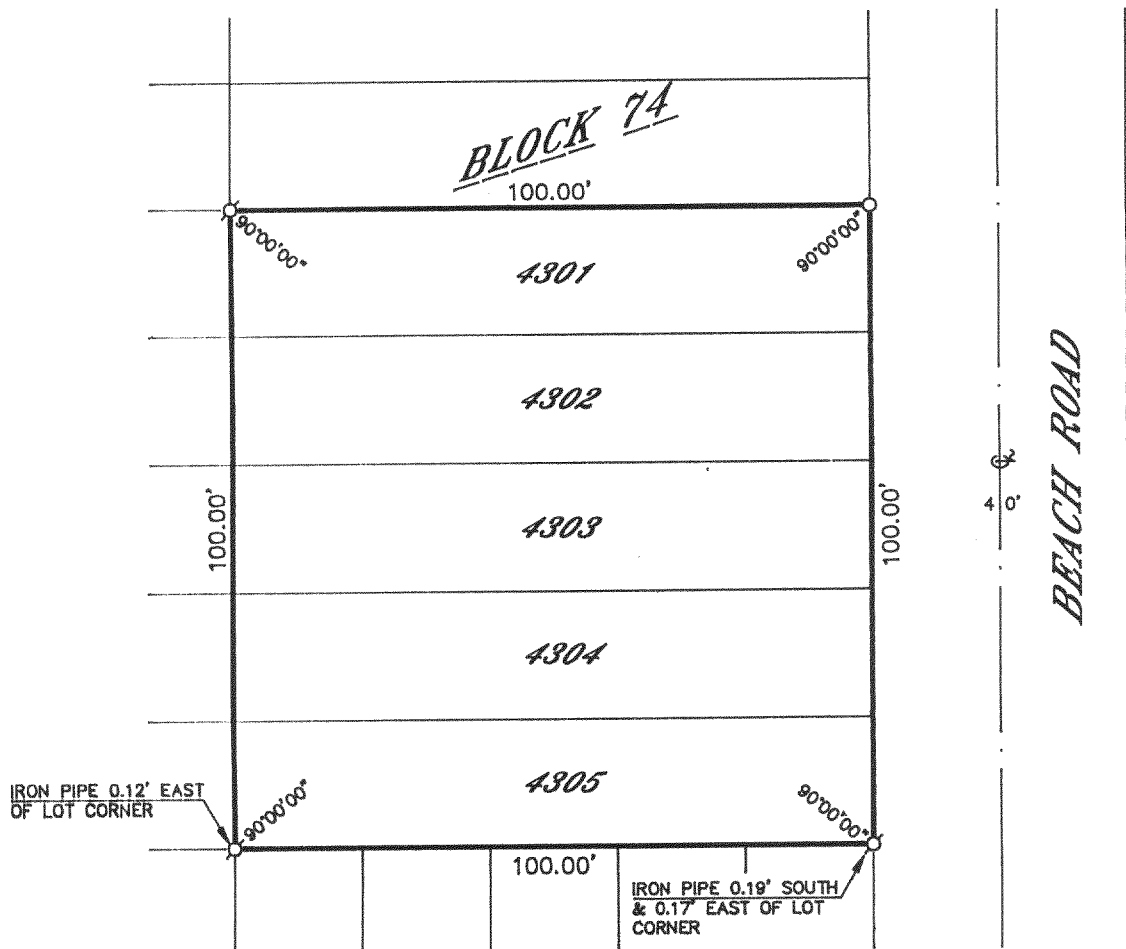 BLOCK 74
100.00'
90°00'00"
90°00'00"
4301
4302
100.00'
4303
100.00'
40'
BEACH ROAD
4304
4305
IRON PIPE 0.12' EAST
OF LOT CORNER
90°00'00"
90°00'00"
100.00'
IRON PIPE 0.19' SOUTH
& 0.17' EAST OF LOT
CORNER